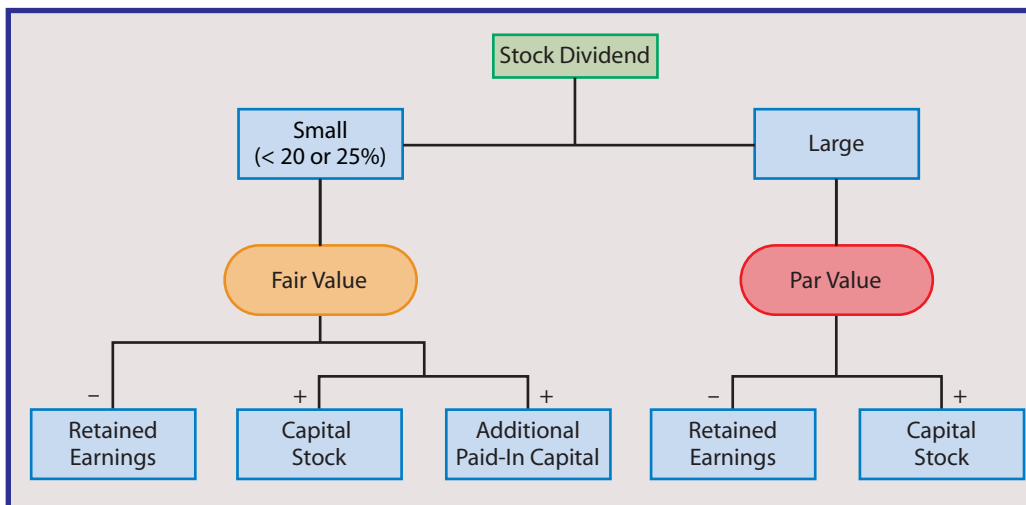 Stock Dividend
Small
(< 20 or 25%)
Large
Fair Value
Par Value
–
+
+
–
+
Retained
Earnings
Capital
Stock
Additional
Paid-In Capital
Retained
Earnings
Capital
Stock